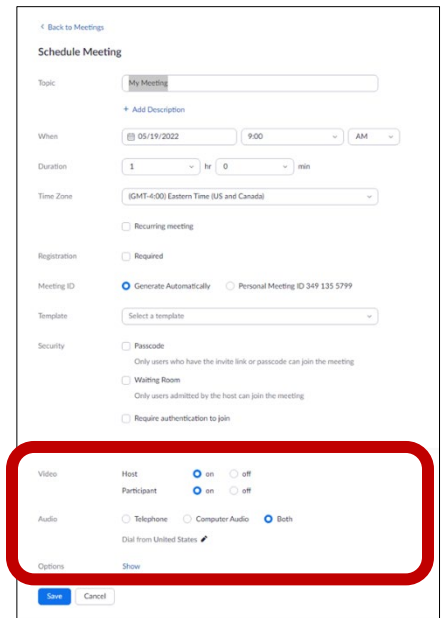 Back to Meetings
Schedule Meeting
Topic My Meeting
+ Add Description
When 05/19/2022 9:00 AM
Duration 1 hr 0 min
Time Zone (GMT-4:00) Eastern Time (US and Canada)
Recurring meeting
Registration Required
Meeting ID Generate Automatically Personal Meeting ID 349 135 5799
Template Select a template
Security Passcode
Only users who have the invite link or passcode can join the meeting
Waiting Room
Only users admitted by the host can join the meeting
Require authentication to join
Video Host on off
Participant on off
Audio Telephone Computer Audio Both
Dial from United States
Options Show
Save Cancel